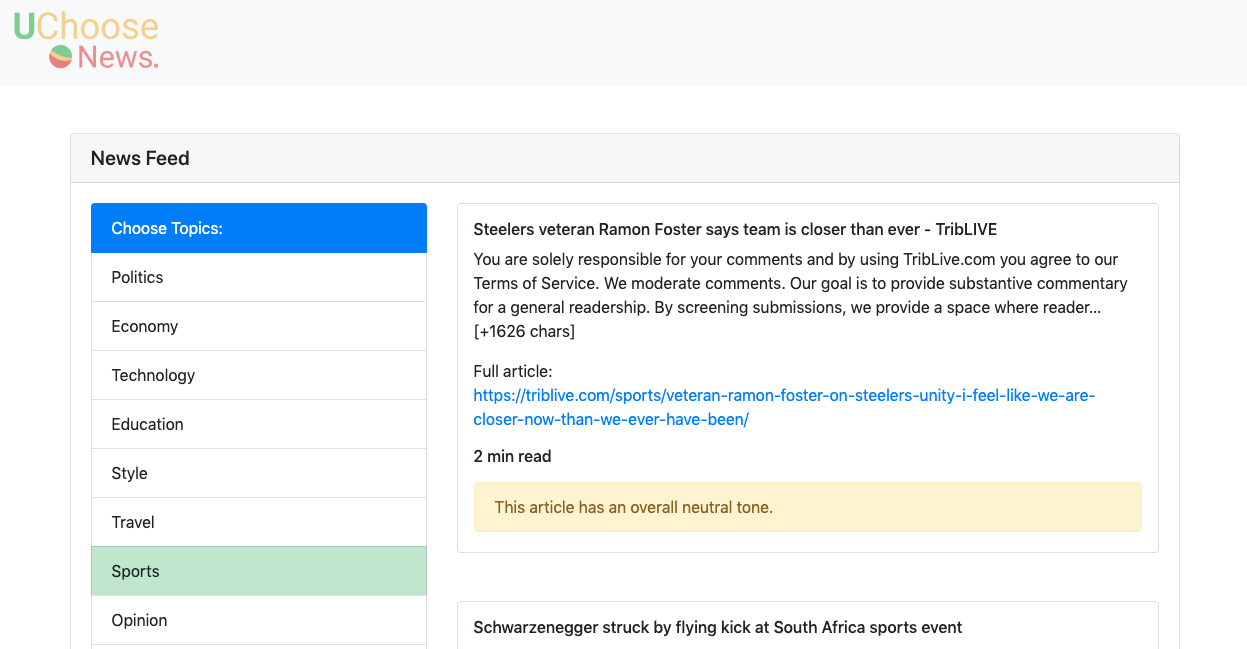 UChoose
News.
News Feed
Choose Topics:
Politics
Economy
Technology
Education
Style
Travel
Sports
Opinion
Steelers veteran Ramon Foster says team is closer than ever - TribLIVE
You are solely responsible for your comments and by using TribLive.com you agree to our
Terms of Service. We moderate comments. Our goal is to provide substantive commentary
for a general readership. By screening submissions, we provide a space where reader...
[+1626 chars]
Full article:
https://triblive.com/sports/veteran-ramon-foster-on-steelers-unity-i-feel-like-we-are-
closer-now-than-we-ever-have-been/
2 min read
This article has an overall neutral tone.
Schwarzenegger struck by flying kick at South Africa sports event